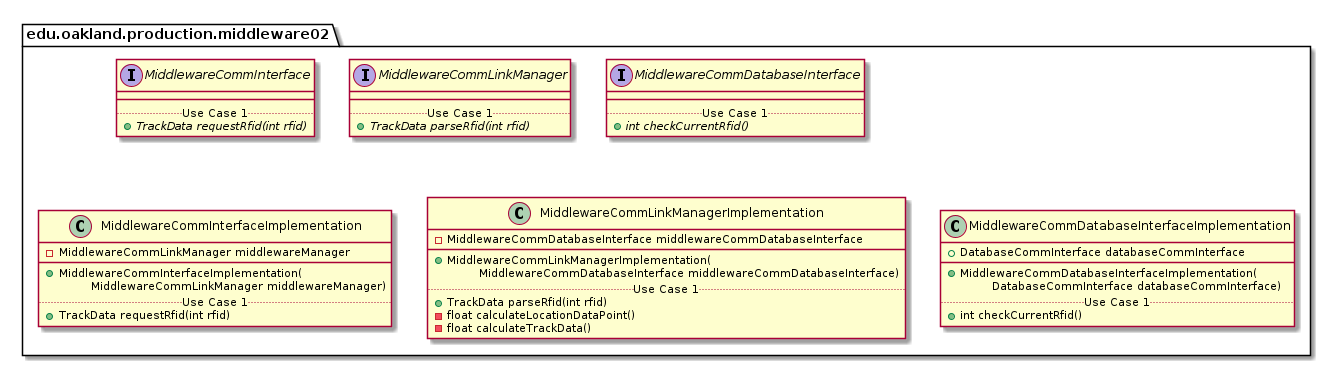 edu.oakland.production.middleware02
I MiddlewareCommInterface
Use Case 1
TrackData requestRfid(int rfid)
I MiddlewareCommLinkManager
Use Case 1
TrackData parseRfid(int rfid)
I MiddlewareCommDatabaseInterface
Use Case 1
int checkCurrentRfid()
C MiddlewareCommInterfaceImplementation
MiddlewareCommLinkManager middlewareManager
MiddlewareCommInterfaceImplementation(
MiddlewareCommLinkManager middlewareManager)
Use Case 1
TrackData requestRfid(int rfid)
C MiddlewareCommLinkManagerImplementation
MiddlewareCommDatabaseInterface middlewareCommDatabaseInterface
MiddlewareCommLinkManagerImplementation(
MiddlewareCommDatabaseInterface middlewareCommDatabaseInterface)
Use Case 1
TrackData parseRfid(int rfid)
float calculateLocationDataPoint()
float calculateTrackData()
C MiddlewareCommDatabaseInterfaceImplementation
DatabaseCommInterface databaseCommInterface
MiddlewareCommDatabaseInterfaceImplementation(
DatabaseCommInterface databaseCommInterface)
Use Case 1
int checkCurrentRfid()